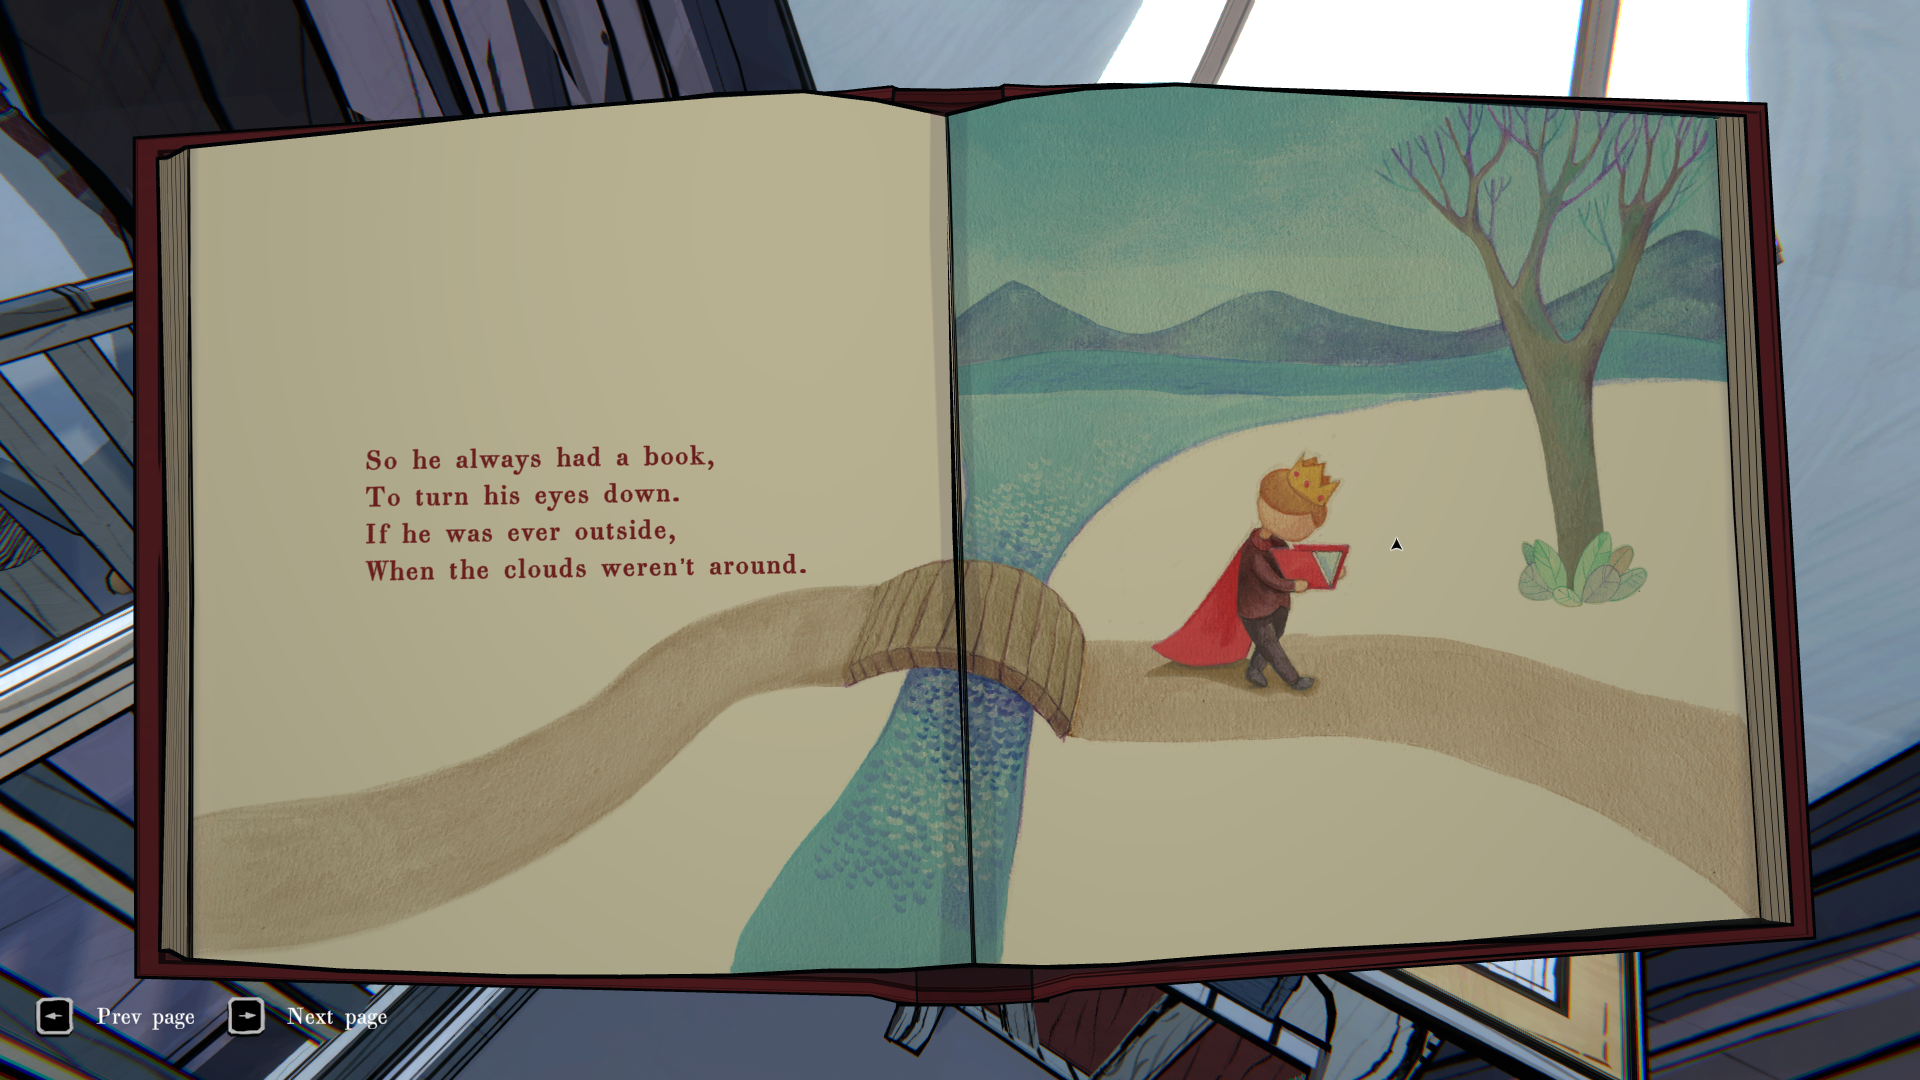 So he always had a book,
To turn his eyes down.
If he was ever outside,
When the clouds weren't around.
Prev page
Next page